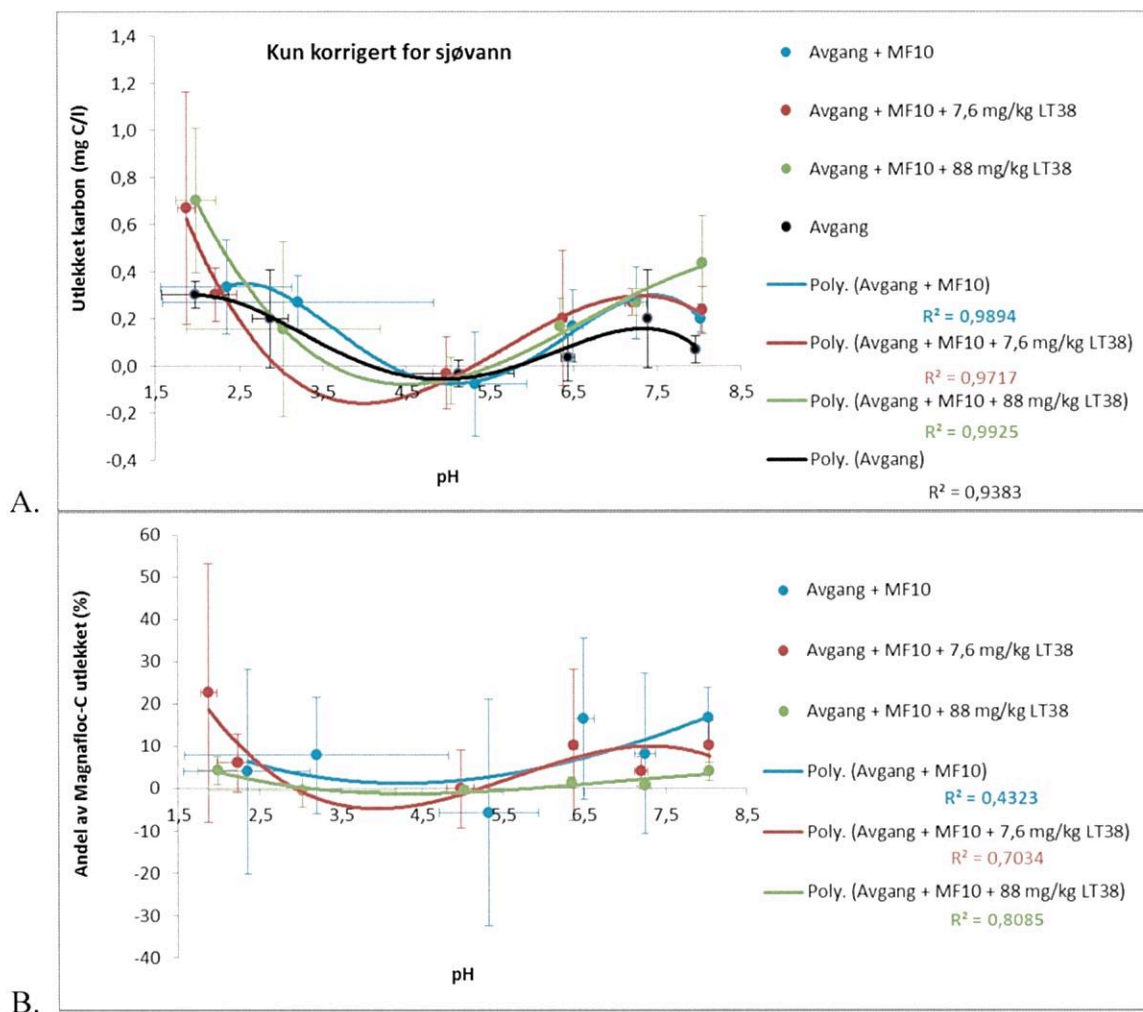 Kun korrigert for sjøvann
Utlekket karbon (mg C/l)
1,4
1,2
1,0
0,8
0,6
0,4
0,2
0,0
-0,2
-0,4
1,5
2,5
3,5
4,5
5,5
6,5
7,5
8,5
pH
Avgang + MF10
Avgang + MF10 + 7,6 mg/kg LT38
Avgang + MF10 + 88 mg/kg LT38
Avgang
Poly. (Avgang + MF10)
R² = 0,9894
Poly. (Avgang + MF10 + 7,6 mg/kg LT38)
R² = 0,9717
Poly. (Avgang + MF10 + 88 mg/kg LT38)
R² = 0,9925
Poly. (Avgang)
R² = 0,9383
A.
Andel av Magnafloc-C utlekket (%)
60
50
40
30
20
10
0
-10
-20
-30
-40
1,5
2,5
3,5
4,5
5,5
6,5
7,5
8,5
pH
Avgang + MF10
Avgang + MF10 + 7,6 mg/kg LT38
Avgang + MF10 + 88 mg/kg LT38
Poly. (Avgang + MF10)
R² = 0,4323
Poly. (Avgang + MF10 + 7,6 mg/kg LT38)
R² = 0,7034
Poly. (Avgang + MF10 + 88 mg/kg LT38)
R² = 0,8085
B.